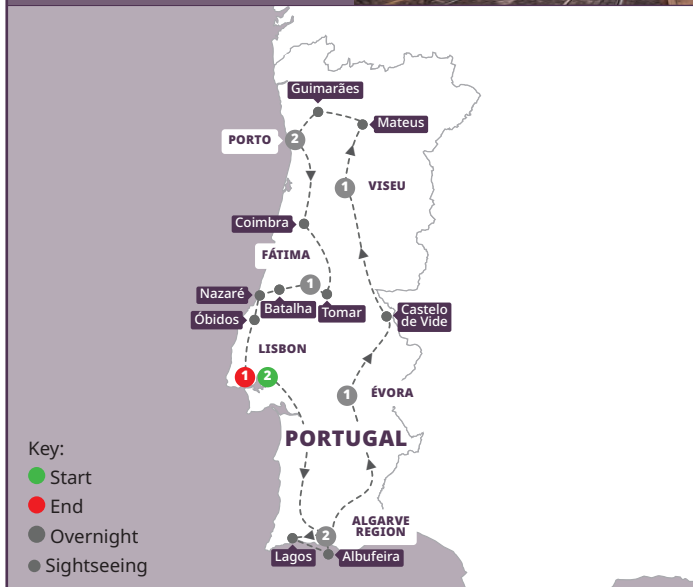 Guimarães
Mateus
PORTO
2
1
VISEU
Coimbra
FÁTIMA
1
Nazaré
Batalha
Tomar
Castelo
de Vide
Óbidos
LISBON
1
2
1
ÉVORA
PORTUGAL
Key:
Start
End
Overnight
Sightseeing
ALGARVE
REGION
2
Lagos
Albufeira